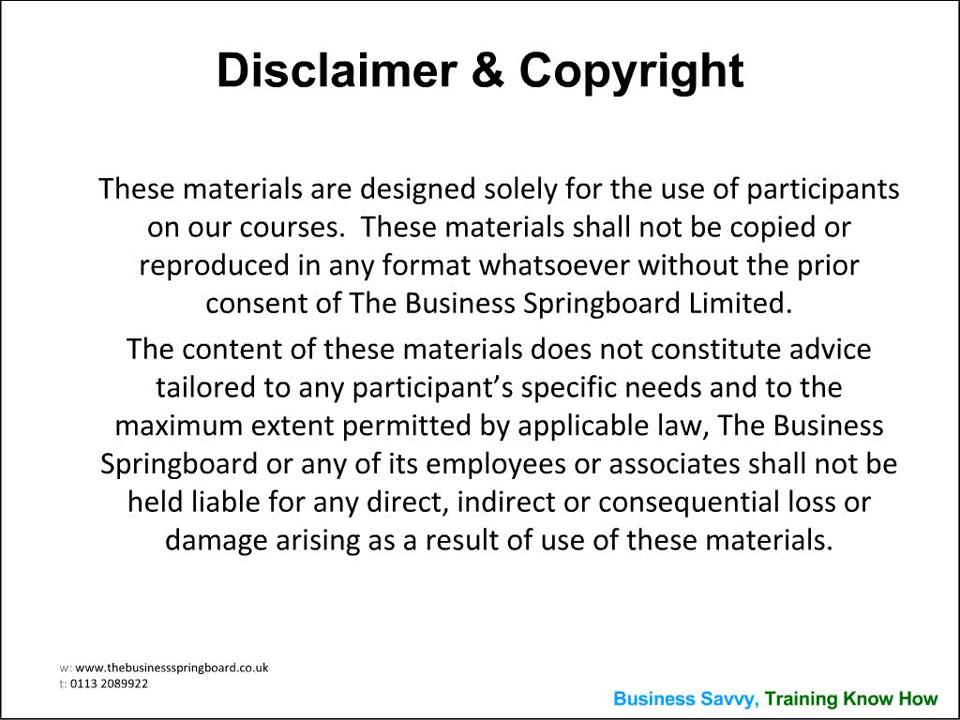 Disclaimer & Copyright
These materials are designed solely for the use of participants
on our courses.  These materials shall not be copied or
reproduced in any format whatsoever without the prior
consent of The Business Springboard Limited.
The content of these materials does not constitute advice
tailored to any participant’s specific needs and to the
maximum extent permitted by applicable law, The Business
Springboard or any of its employees or associates shall not be
held liable for any direct, indirect or consequential loss or
damage arising as a result of use of these materials.
w: www.thebusinessspringboard.co.uk
t: 0113 2089922
Business Savvy, Training Know How